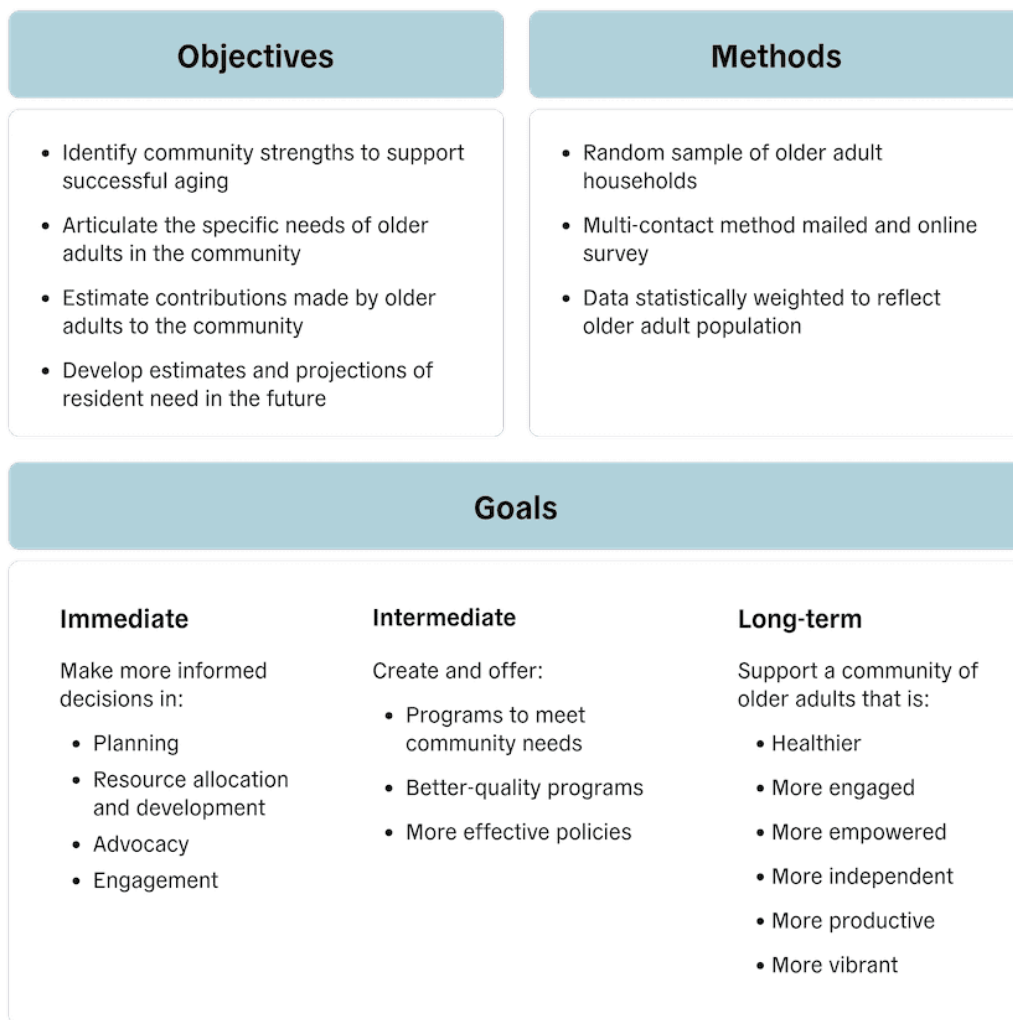 Objectives
• Identify community strengths to support
successful aging
• Articulate the specific needs of older
adults in the community
• Estimate contributions made by older
adults to the community
• Develop estimates and projections of
resident need in the future
Methods
• Random sample of older adult
households
• Multi-contact method mailed and online
survey
• Data statistically weighted to reflect
older adult population
Goals
Immediate
Make more informed
decisions in:
• Planning
• Resource allocation
and development
• Advocacy
• Engagement
Intermediate
Create and offer:
• Programs to meet
community needs
• Better-quality programs
• More effective policies
Long-term
Support a community of
older adults that is:
• Healthier
• More engaged
• More empowered
• More independent
• More productive
• More vibrant